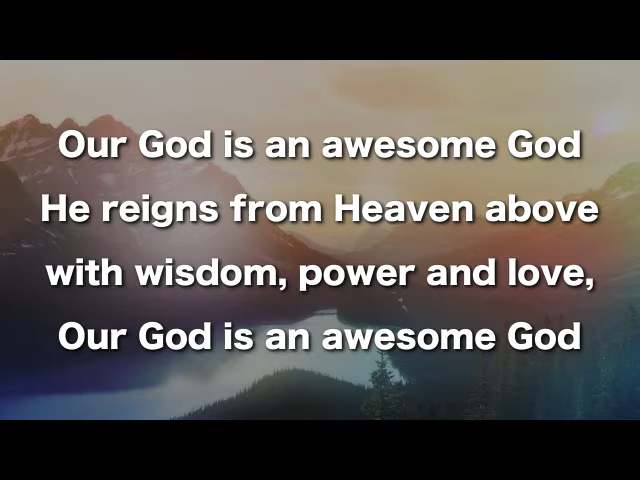 Our God is an awesome God
He reigns from Heaven above
with wisdom, power and love,
Our God is an awesome God